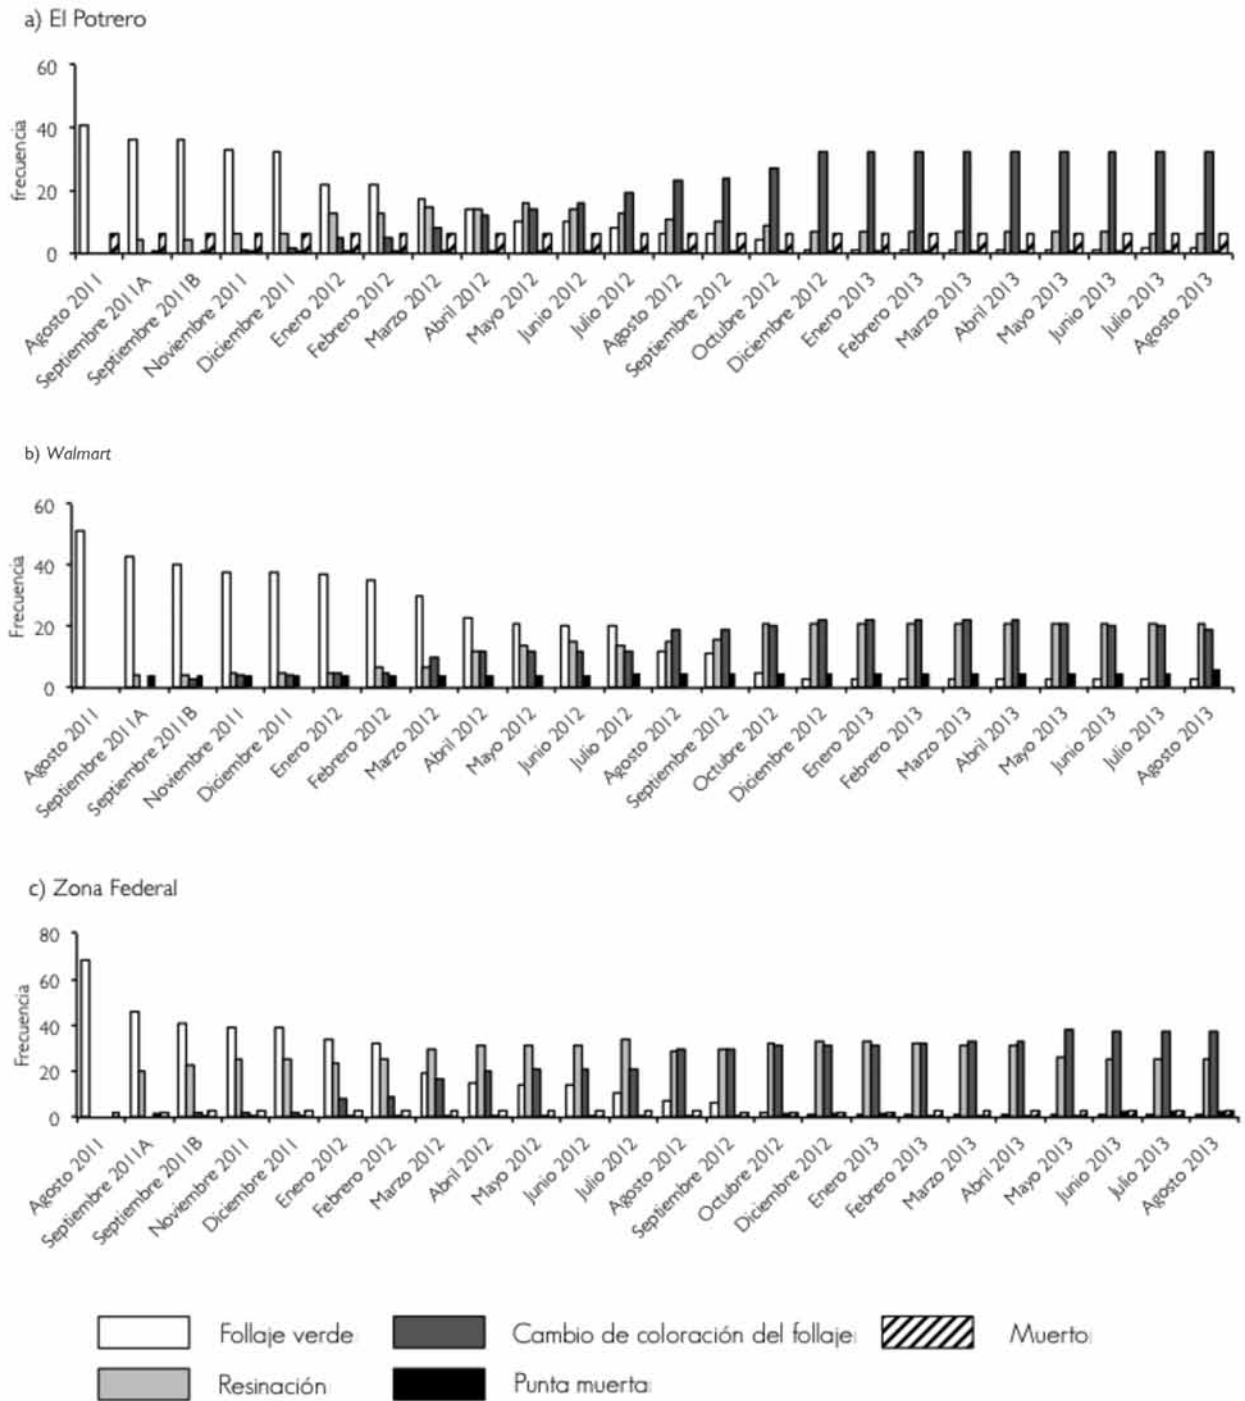 a) El Potrero
frecuencia
60
40
20
0
Agosto 2011
Septiembre 2011A
Septiembre 2011B
Noviembre 2011
Diciembre 2011
Enero 2012
Febrero 2012
Marzo 2012
Abril 2012
Mayo 2012
Junio 2012
Julio 2012
Agosto 2012
Septiembre 2012
Octubre 2012
Diciembre 2012
Enero 2013
Febrero 2013
Marzo 2013
Abril 2013
Mayo 2013
Junio 2013
Julio 2013
Agosto 2013
b) Walmart
Frecuencia
60
40
20
0
Agosto 2011
Septiembre 2011A
Septiembre 2011B
Noviembre 2011
Diciembre 2011
Enero 2012
Febrero 2012
Marzo 2012
Abril 2012
Mayo 2012
Junio 2012
Julio 2012
Agosto 2012
Septiembre 2012
Octubre 2012
Diciembre 2012
Enero 2013
Febrero 2013
Marzo 2013
Abril 2013
Mayo 2013
Junio 2013
Julio 2013
Agosto 2013
c) Zona Federal
Frecuencia
80
60
40
20
0
Agosto 2011
Septiembre 2011A
Septiembre 2011B
Noviembre 2011
Diciembre 2011
Enero 2012
Febrero 2012
Marzo 2012
Abril 2012
Mayo 2012
Junio 2012
Julio 2012
Agosto 2012
Septiembre 2012
Octubre 2012
Diciembre 2012
Enero 2013
Febrero 2013
Marzo 2013
Abril 2013
Mayo 2013
Junio 2013
Julio 2013
Agosto 2013
Follaje verde
Cambio de coloración del follaje
Muerto
Resinación
Punta muerta